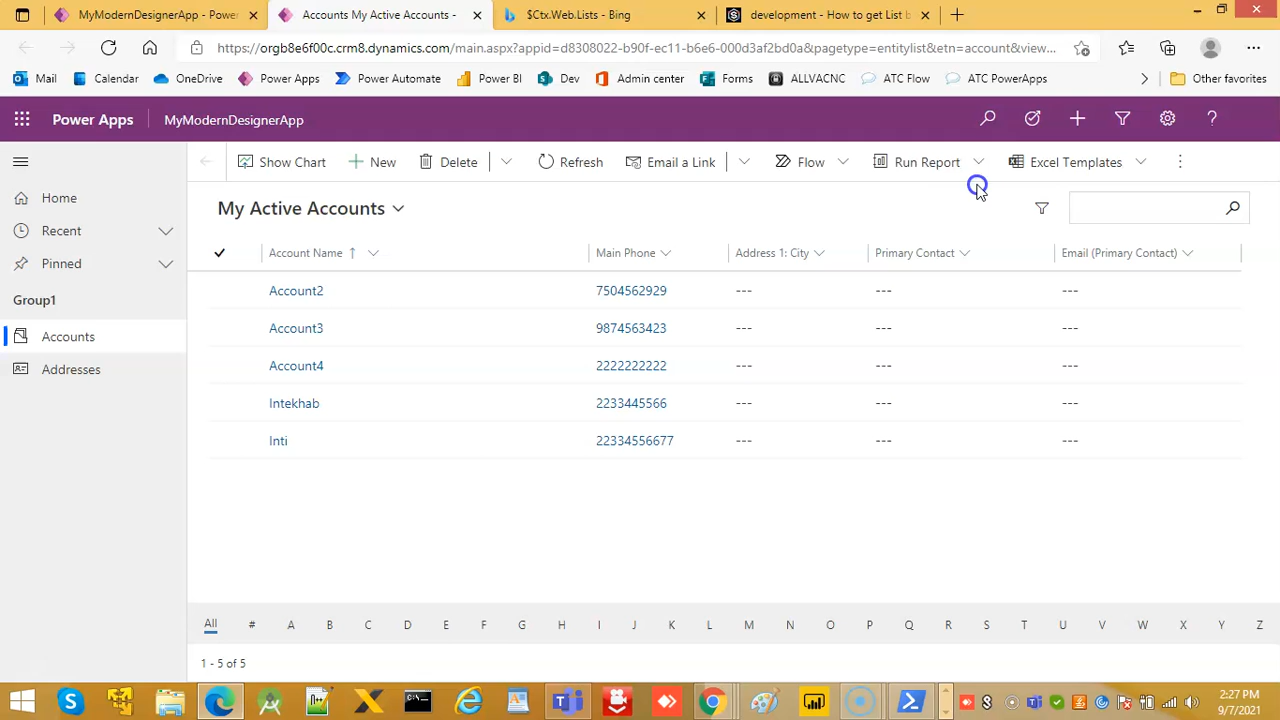 MyModernDesignerApp - Power
Accounts My Active Accounts -
$Ctx.Web.Lists - Bing
development - How to get List b
https://orgb8e6f00c.crm8.dynamics.com/main.aspx?appid=d8308022-b90f-ec11-b6e6-000d3af2bd0a&pagetype=entitylist&etn=account&view...
Mail
Calendar
OneDrive
Power Apps
Power Automate
Power BI
Dev
Admin center
Forms
ALLVACNC
ATC Flow
ATC PowerApps
Other favorites
Power Apps
MyModernDesignerApp
Show Chart
New
Delete
Refresh
Email a Link
Flow
Run Report
Excel Templates
Home
Recent
Pinned
Group1
Accounts
Addresses
My Active Accounts
Account Name
Main Phone
Address 1: City
Primary Contact
Email (Primary Contact)
Account2 7504562929 --- --- ---
Account3 9874563423 --- --- ---
Account4 2222222222 --- --- ---
Intekhab 2233445566 --- --- ---
Inti 22334556677 --- --- ---
All # A B C D E F G H I J K L M N O P Q R S T U V W X Y Z
1 - 5 of 5
2:27 PM
9/7/2021